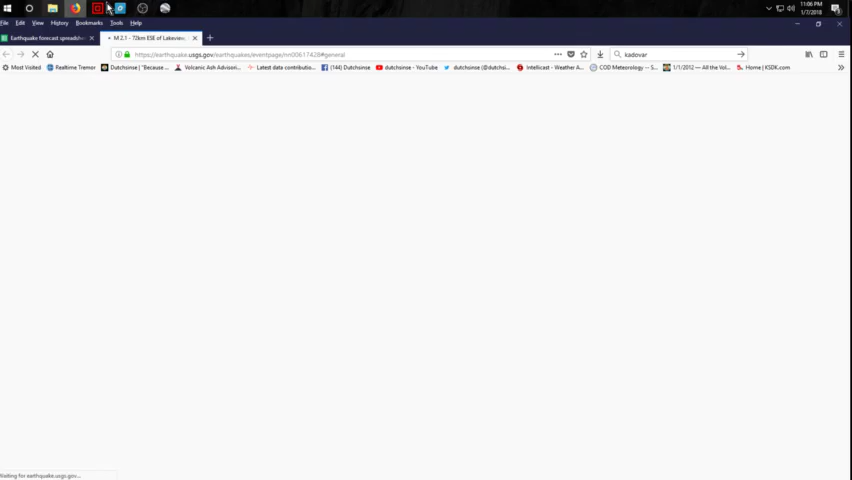 11:06 PM
1/7/2018
File Edit View History Bookmarks Tools Help
Earthquake forecast spreadshe
M 2.1 - 72km ESE of Lakeview,
https://earthquake.usgs.gov/earthquakes/eventpage/nn00617428#general
kadovar
Most Visited Realtime Tremor Dutchsinse | "Because ... Volcanic Ash Advisori... Latest data contributio... (144) Dutchsinse dutchsinse - YouTube dutchsinse (@dutchsi... Intellicast - Weather A... COD Meteorology -- S... 1/1/2012 -- All the Vol... Home | KSDK.com
Waiting for earthquake.usgs.gov...